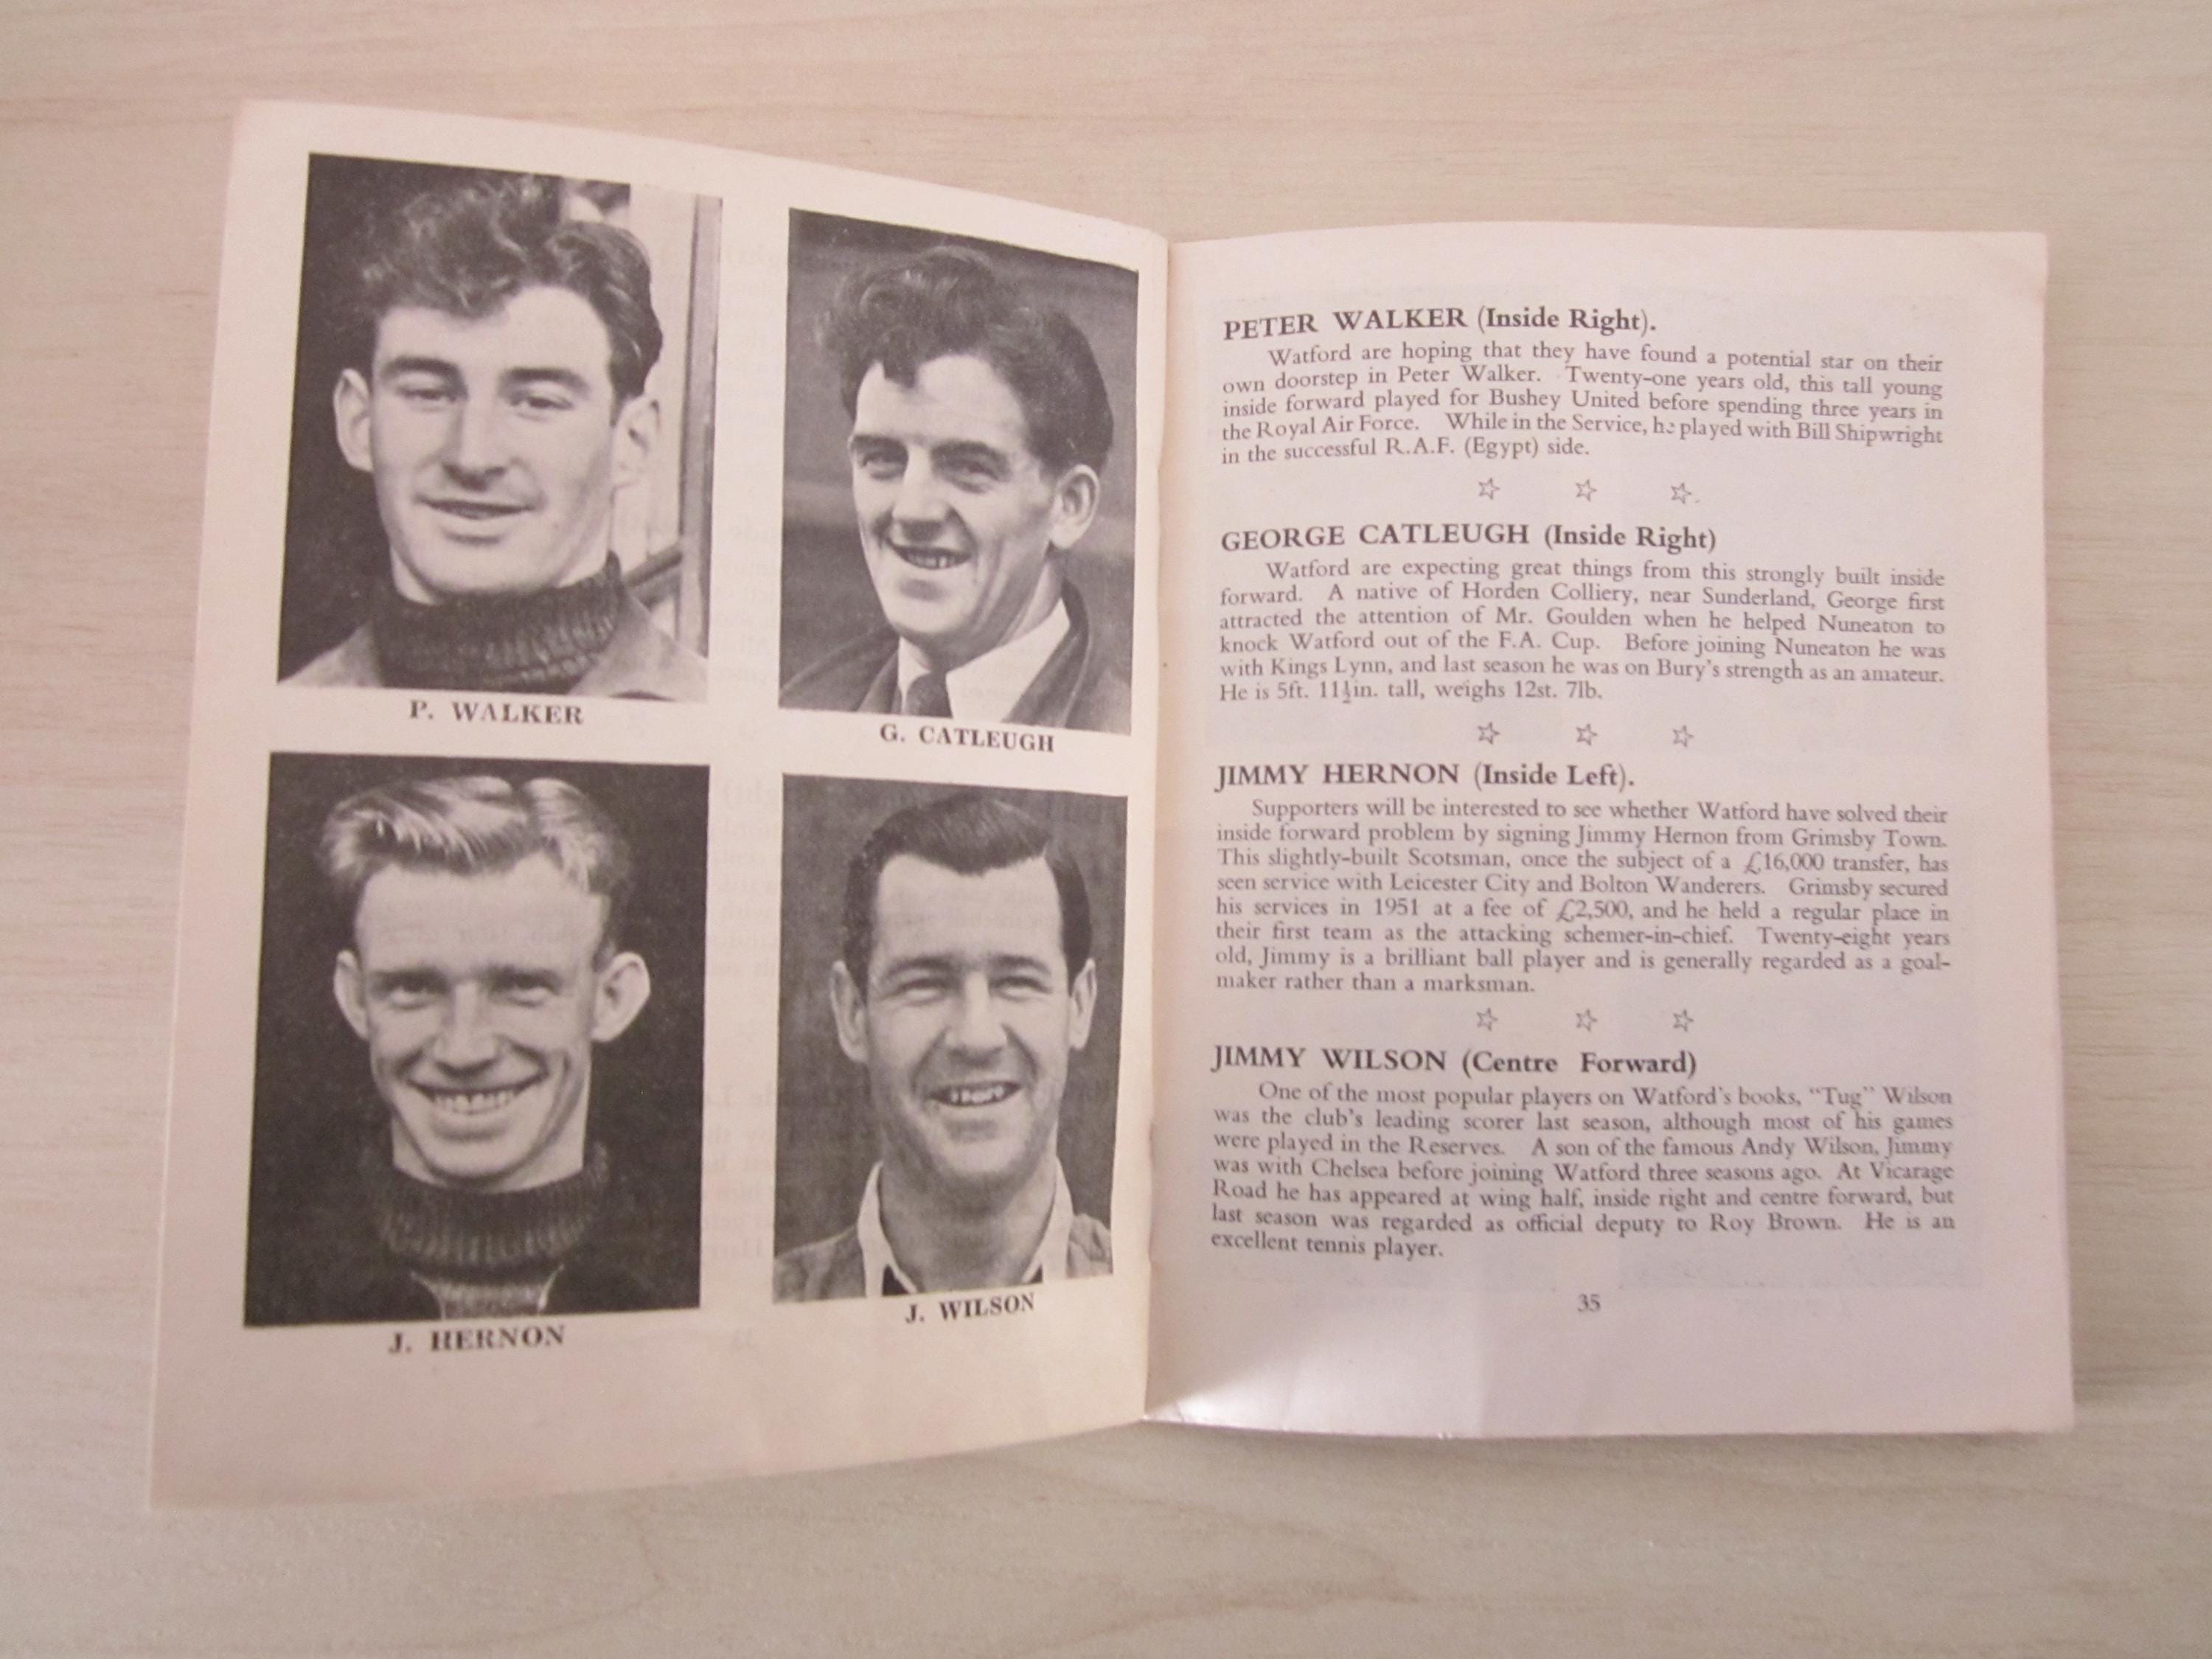 P. WALKER
G. CATLEUGH
J. HERNON
J. WILSON
PETER WALKER (Inside Right).
Watford are hoping that they have found a potential star on their
own doorstep in Peter Walker. Twenty-one years old, this tall young
inside forward played for Bushey United before spending three years in
the Royal Air Force. While in the Service, he played with Bill Shipwright
in the successful R.A.F. (Egypt) side.
☆ ☆ ☆
GEORGE CATLEUGH (Inside Right)
Watford are expecting great things from this strongly built inside
forward. A native of Horden Colliery, near Sunderland, George first
attracted the attention of Mr. Goulden when he helped Nuneaton to
knock Watford out of the F.A. Cup. Before joining Nuneaton he was
with Kings Lynn, and last season he was on Bury's strength as an amateur.
He is 5ft. 11½in. tall, weighs 12st. 7lb.
☆ ☆ ☆
JIMMY HERNON (Inside Left).
Supporters will be interested to see whether Watford have solved their
inside forward problem by signing Jimmy Hernon from Grimsby Town.
This slightly-built Scotsman, once the subject of a £16,000 transfer, has
seen service with Leicester City and Bolton Wanderers. Grimsby secured
his services in 1951 at a fee of £2,500, and he held a regular place in
their first team as the attacking schemer-in-chief. Twenty-eight years
old, Jimmy is a brilliant ball player and is generally regarded as a goal-
maker rather than a marksman.
☆ ☆ ☆
JIMMY WILSON (Centre Forward)
One of the most popular players on Watford's books, "Tug" Wilson
was the club's leading scorer last season, although most of his games
were played in the Reserves. A son of the famous Andy Wilson, Jimmy
was with Chelsea before joining Watford three seasons ago. At Vicarage
Road he has appeared at wing half, inside right and centre forward, but
last season was regarded as official deputy to Roy Brown. He is an
excellent tennis player.
35